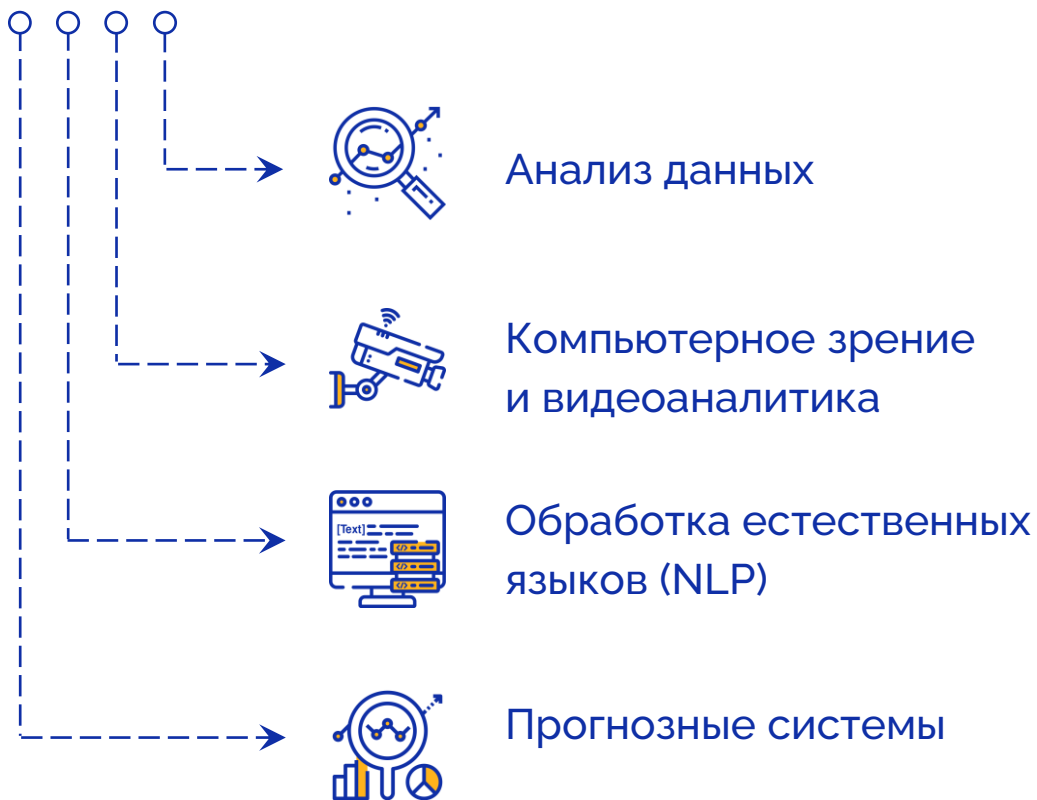 Анализ данных
Компьютерное зрение
и видеоаналитика
[Text]
Обработка естественных
языков (NLP)
Прогнозные системы